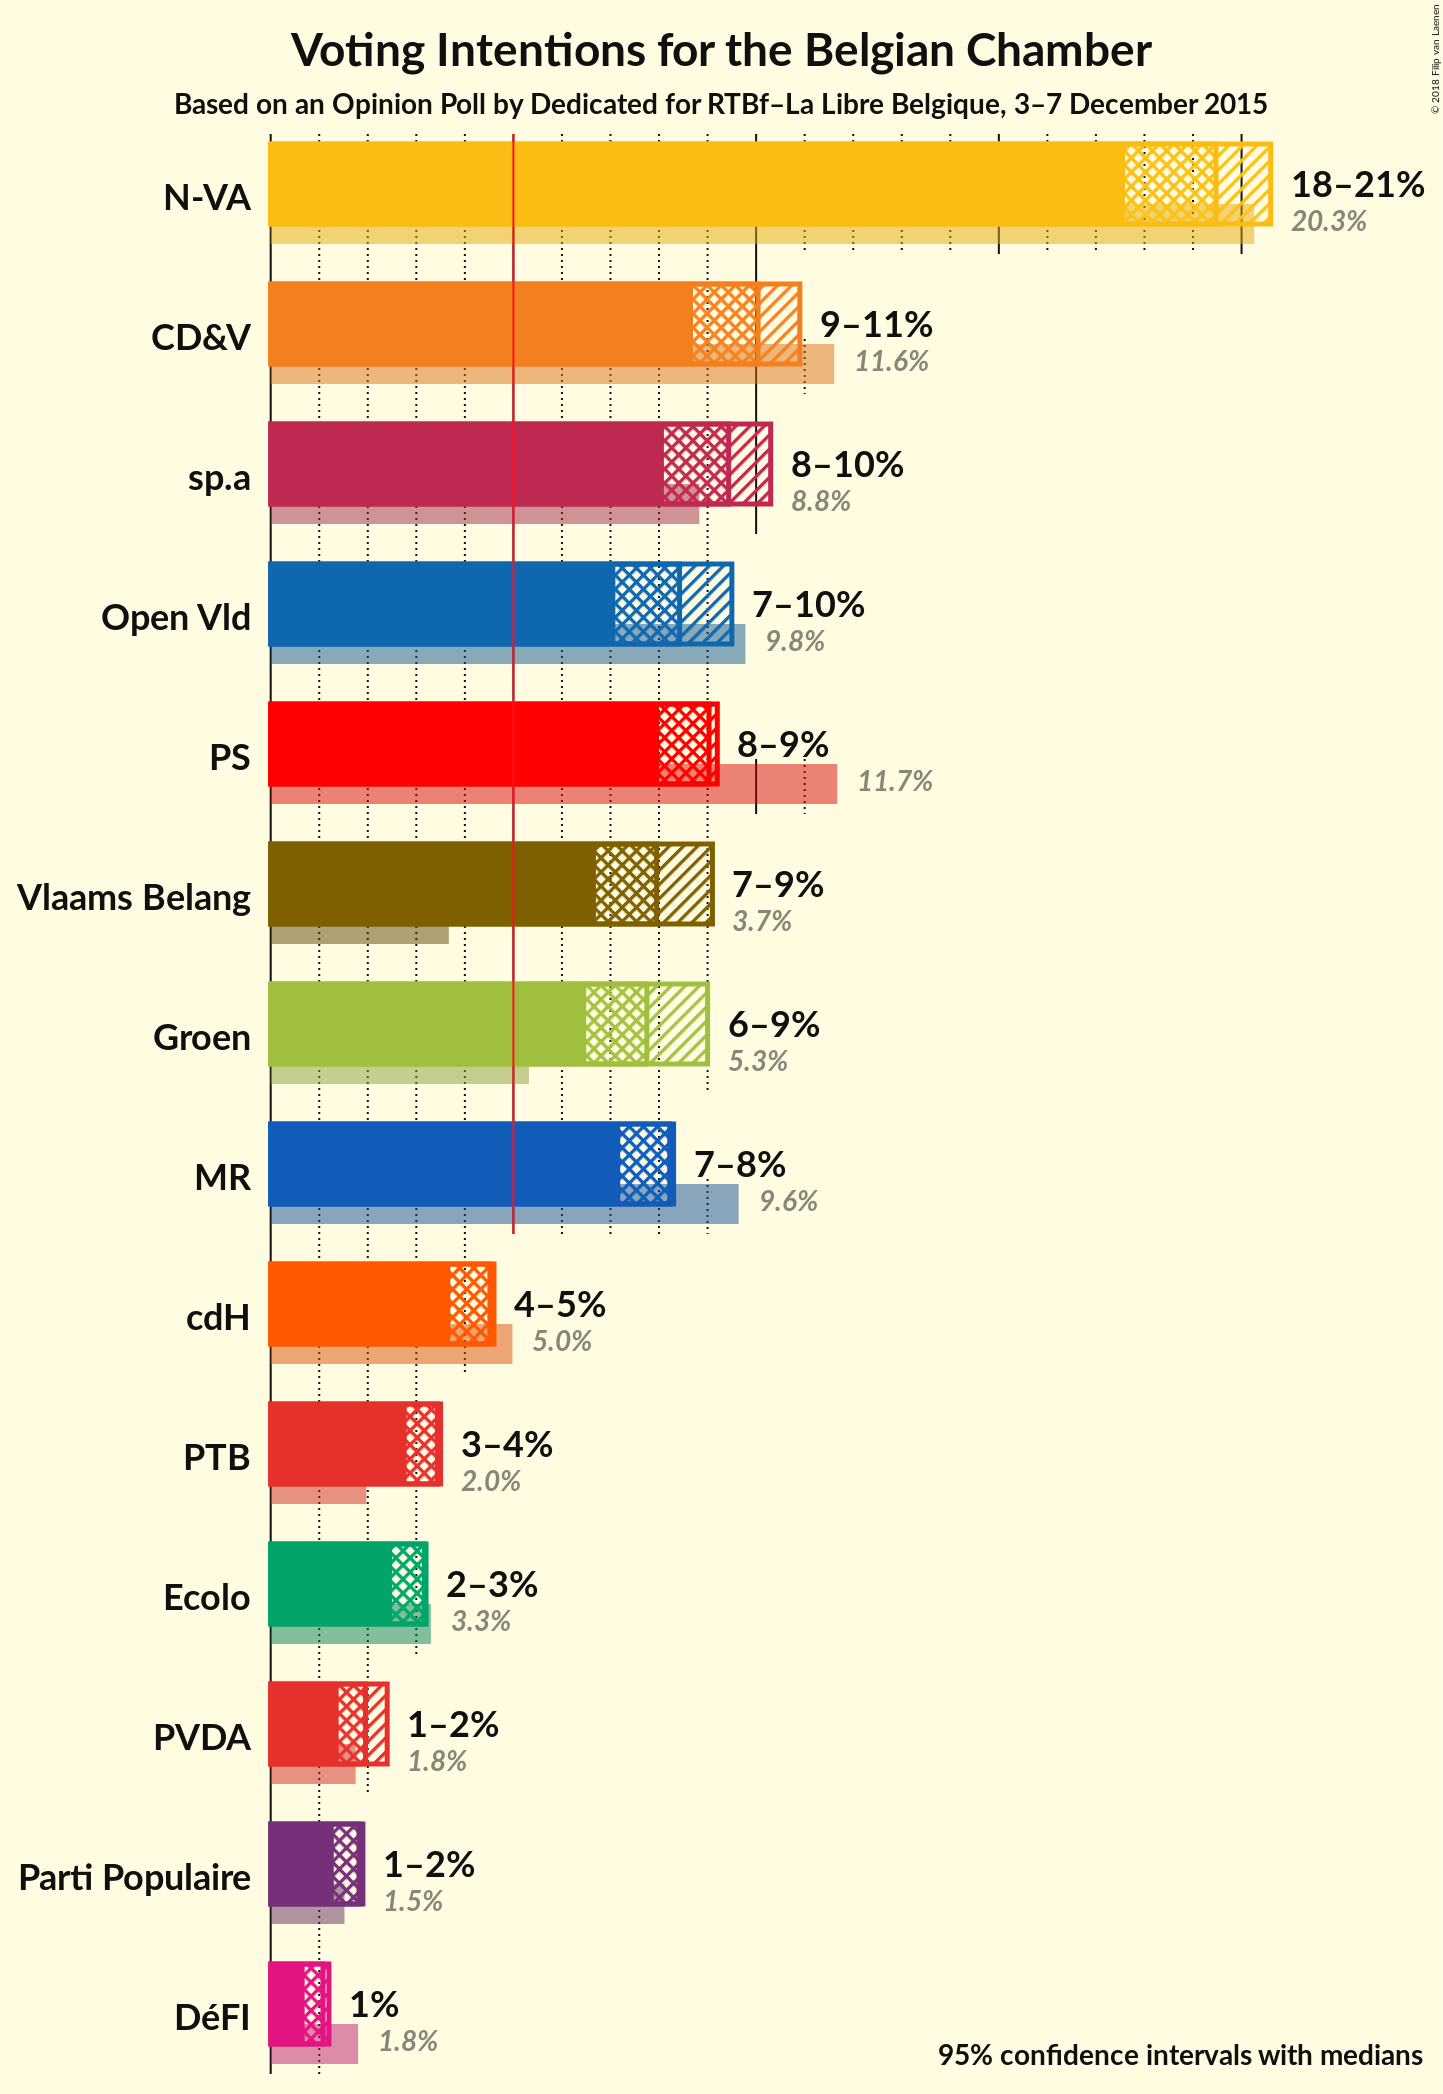 Voting Intentions for the Belgian Chamber
Based on an Opinion Poll by Dedicated for RTBf–La Libre Belgique, 3–7 December 2015
© 2018 Filip van Laenen
N-VA
18–21%
20.3%
CD&V
9–11%
11.6%
sp.a
8–10%
8.8%
Open Vld
7–10%
9.8%
PS
8–9%
11.7%
Vlaams Belang
7–9%
3.7%
Groen
6–9%
5.3%
MR
7–8%
9.6%
cdH
4–5%
5.0%
PTB
3–4%
2.0%
Ecolo
2–3%
3.3%
PVDA
1–2%
1.8%
Parti Populaire
1–2%
1.5%
DéFI
1%
1.8%
95% confidence intervals with medians